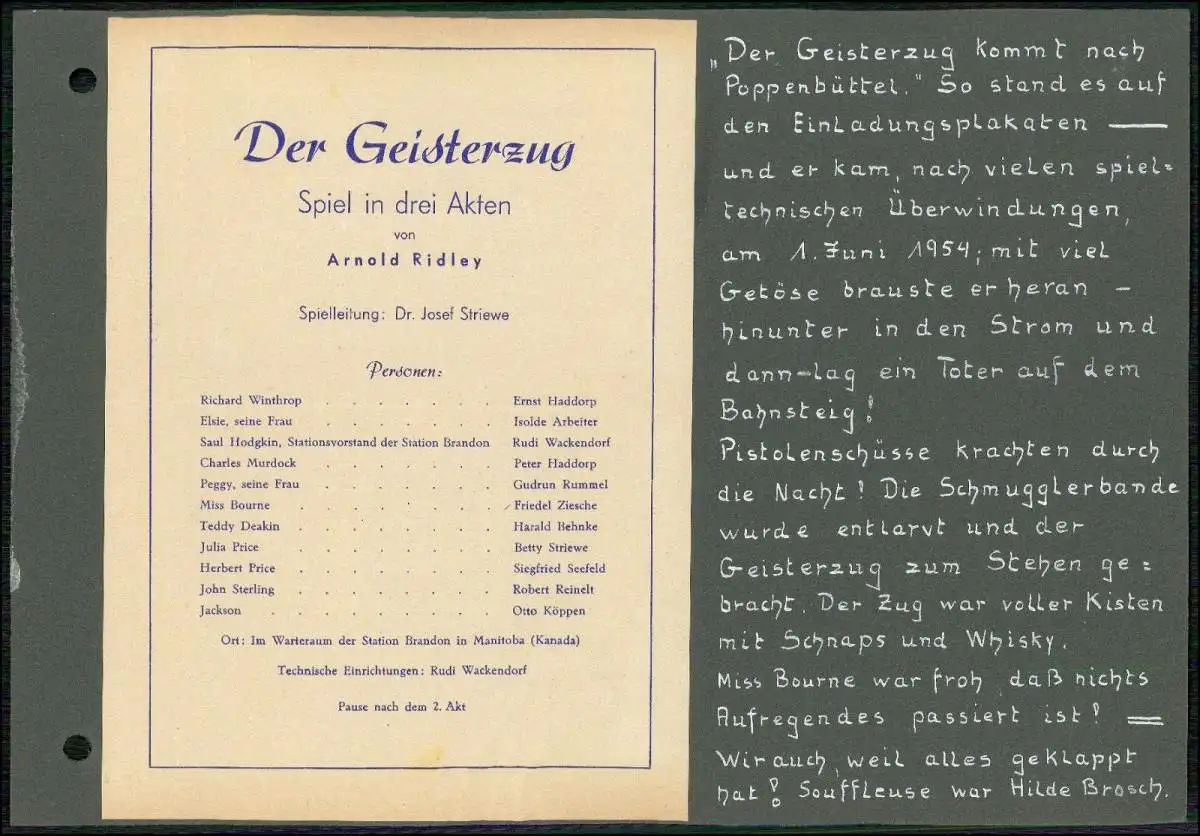 Der Geisterzug
Spiel in drei Akten
von
Arnold Ridley
Spielleitung: Dr. Josef Striewe
Personen:
Richard Winthrop . . . . . . . Ernst Haddorp
Elsie, seine Frau . . . . . . . Isolde Arbeiter
Saul Hodgkin, Stationsvorstand der Station Brandon Rudi Wackendorf
Charles Murdock . . . . . . . Peter Haddorp
Peggy, seine Frau . . . . . . . Gudrun Rummel
Miss Bourne . . . . . . . . Friedel Ziesche
Teddy Deakin . . . . . . . . Harald Behnke
Julia Price . . . . . . . . Betty Striewe
Herbert Price . . . . . . . . Siegfried Seefeld
John Sterling . . . . . . . . Robert Reinelt
Jackson . . . . . . . . . Otto Köppen
Ort: Im Warteraum der Station Brandon in Manitoba (Kanada)
Technische Einrichtungen: Rudi Wackendorf
Pause nach dem 2. Akt
„Der Geisterzug kommt nach
Poppenbüttel." So stand es auf
den Einladungsplakaten —
und er kam, nach vielen spiel=
technischen Überwindungen,
am 1. Juni 1954; mit viel
Getöse brauste er heran –
hinunter in den Strom und
dann-lag ein Toter auf dem
Bahnsteig!
Pistolenschüsse krachten durch
die Nacht! Die Schmugglerbande
wurde entlarvt und der
Geisterzug zum Stehen ge=
bracht. Der Zug war voller Kisten
mit Schnaps und Whisky.
Miss Bourne war froh, daß nichts
Aufregendes passiert ist! =
Wir auch, weil alles geklappt
hat! Souffleuse war Hilde Brosch.